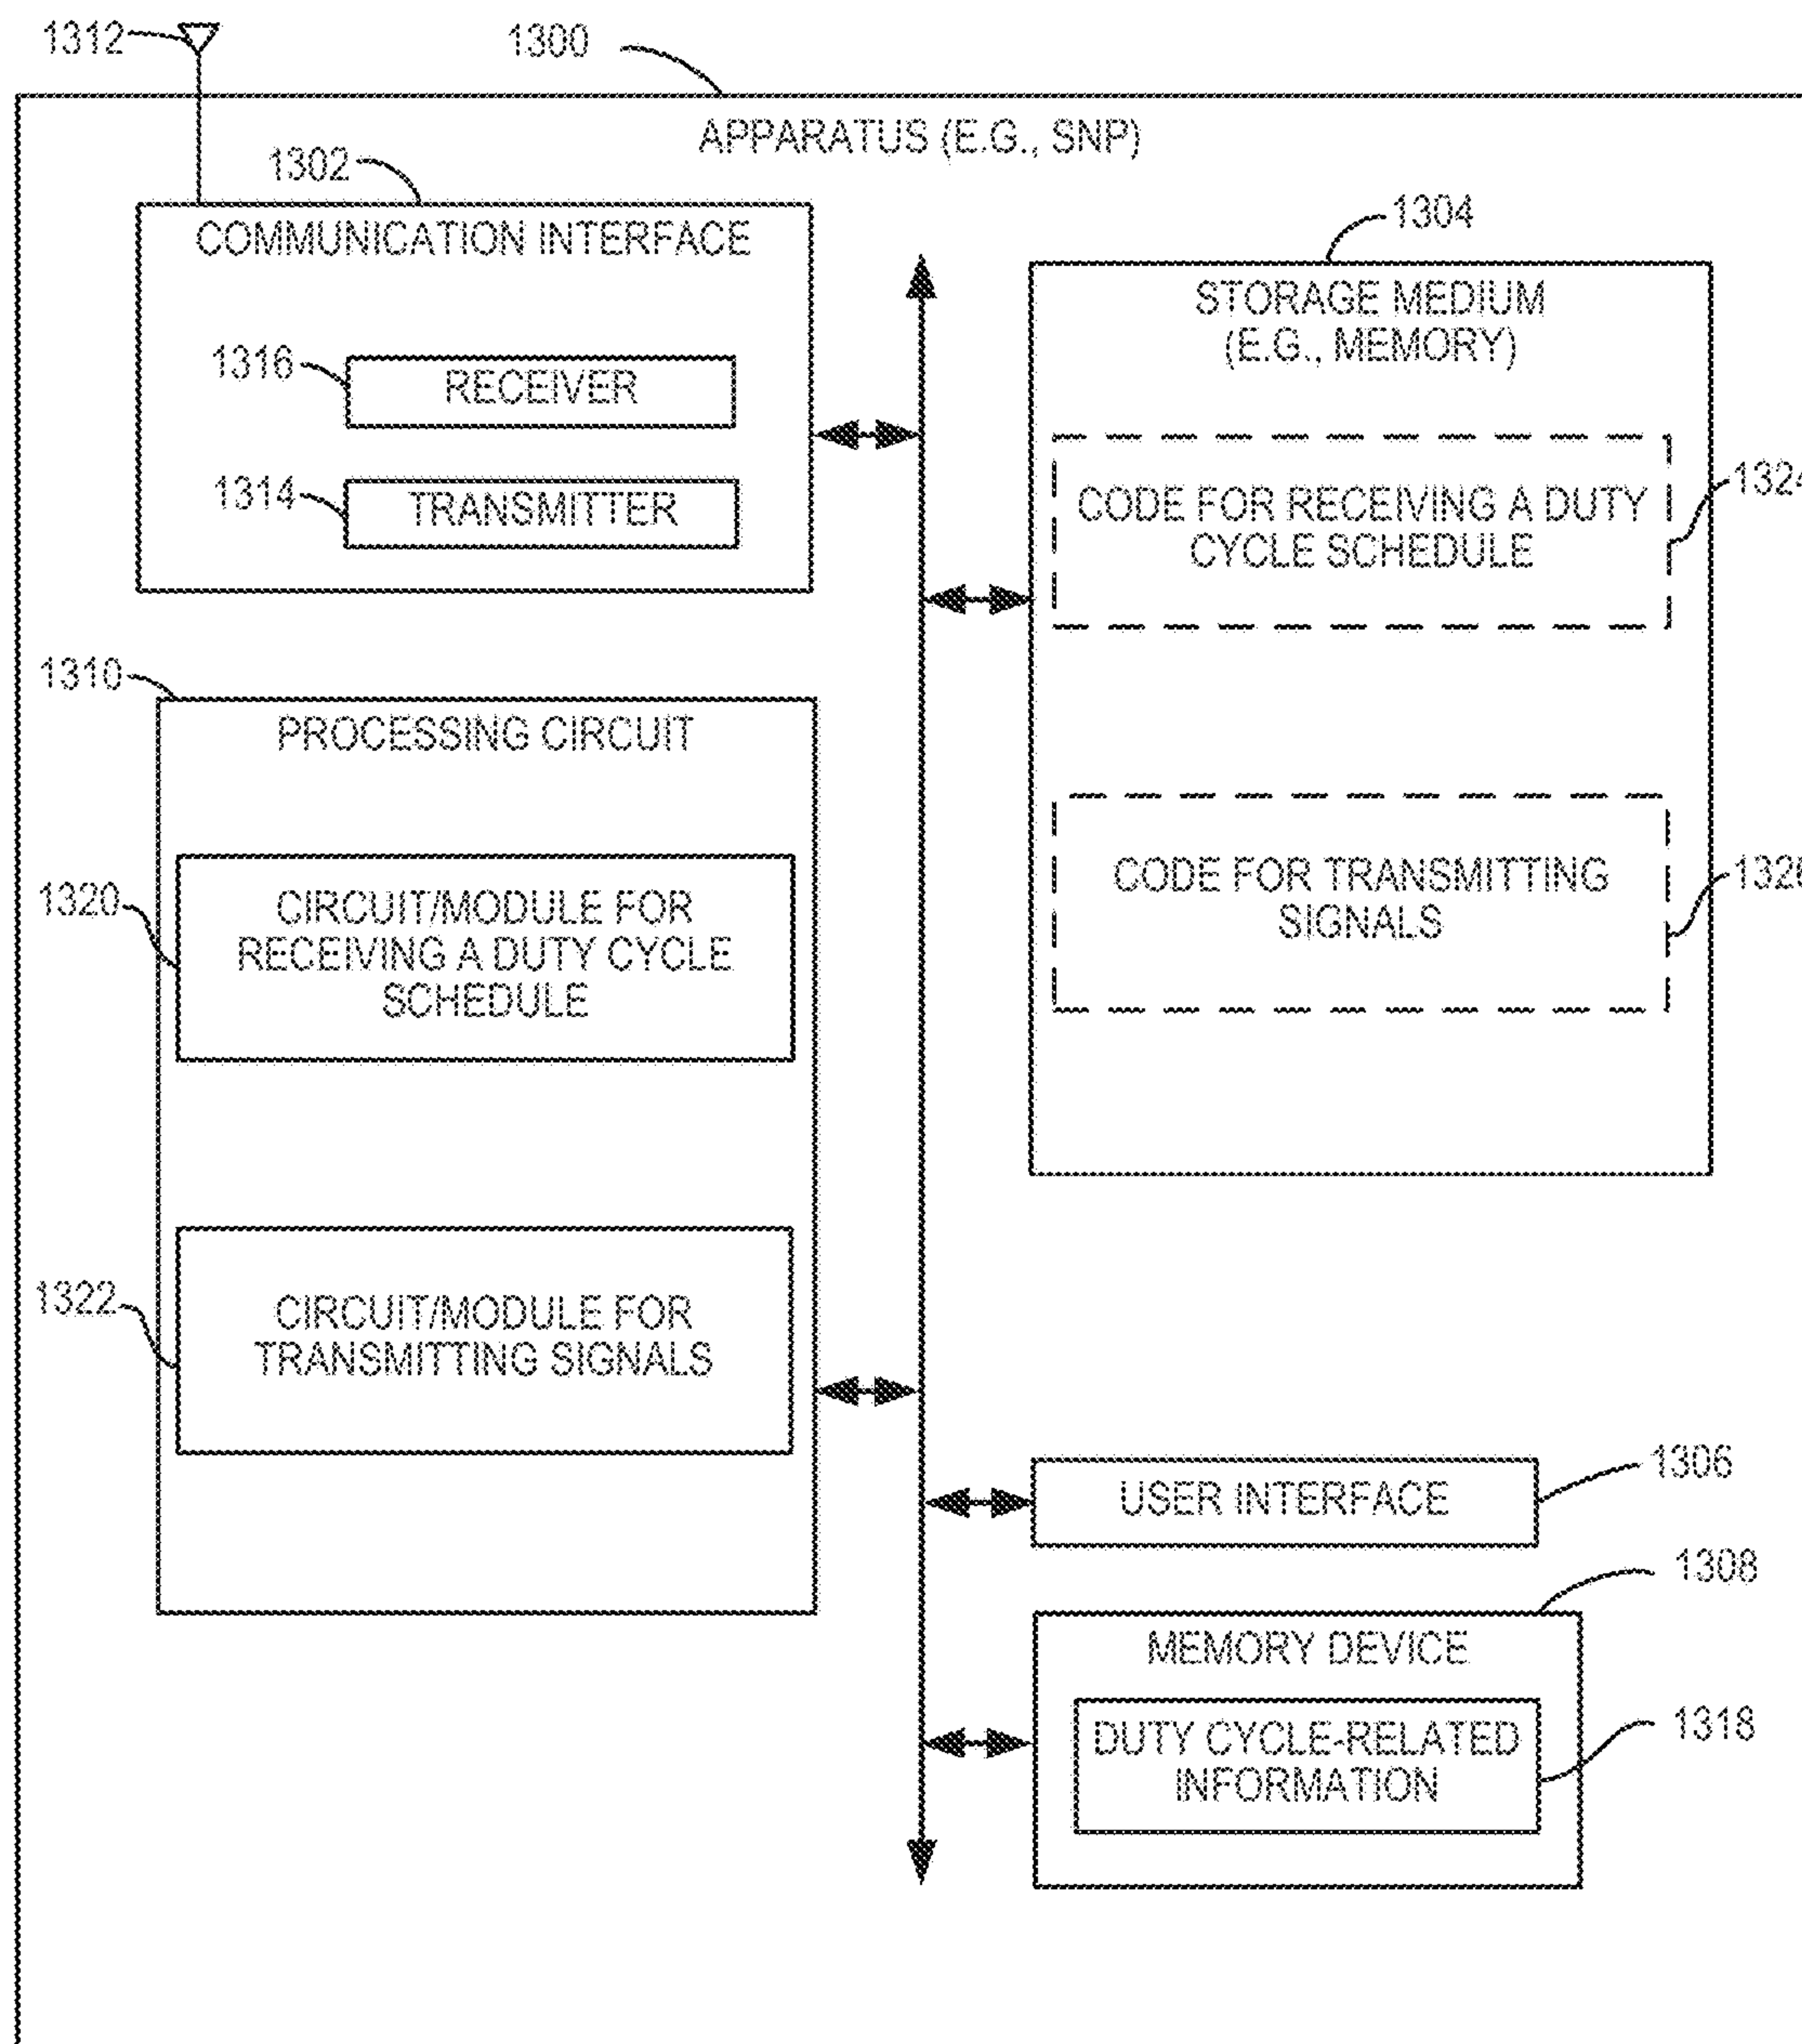 1312
1300
APPARATUS (E.G., SNP)
1302
COMMUNICATION INTERFACE
1316
RECEIVER
1314
TRANSMITTER
1304
STORAGE MEDIUM
(E.G., MEMORY)
CODE FOR RECEIVING A DUTY
CYCLE SCHEDULE
1324
CODE FOR TRANSMITTING
SIGNALS
1326
1310
PROCESSING CIRCUIT
1320
CIRCUIT/MODULE FOR
RECEIVING A DUTY CYCLE
SCHEDULE
1322
CIRCUIT/MODULE FOR
TRANSMITTING SIGNALS
USER INTERFACE
1306
1308
MEMORY DEVICE
DUTY CYCLE-RELATED
INFORMATION
1318